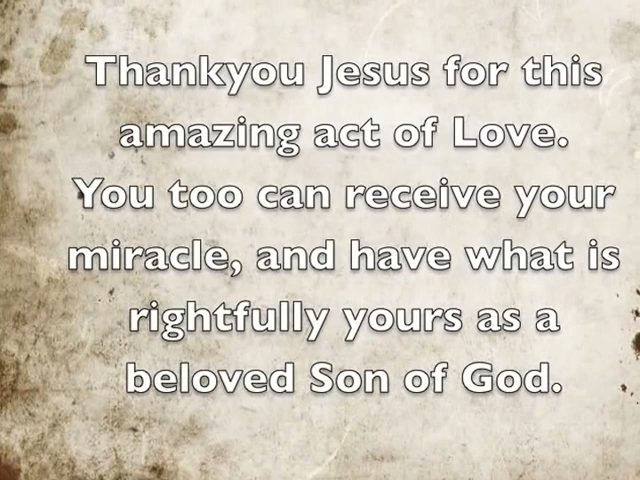 Thankyou Jesus for this
amazing act of Love.
You too can receive your
miracle, and have what is
rightfully yours as a
beloved Son of God.